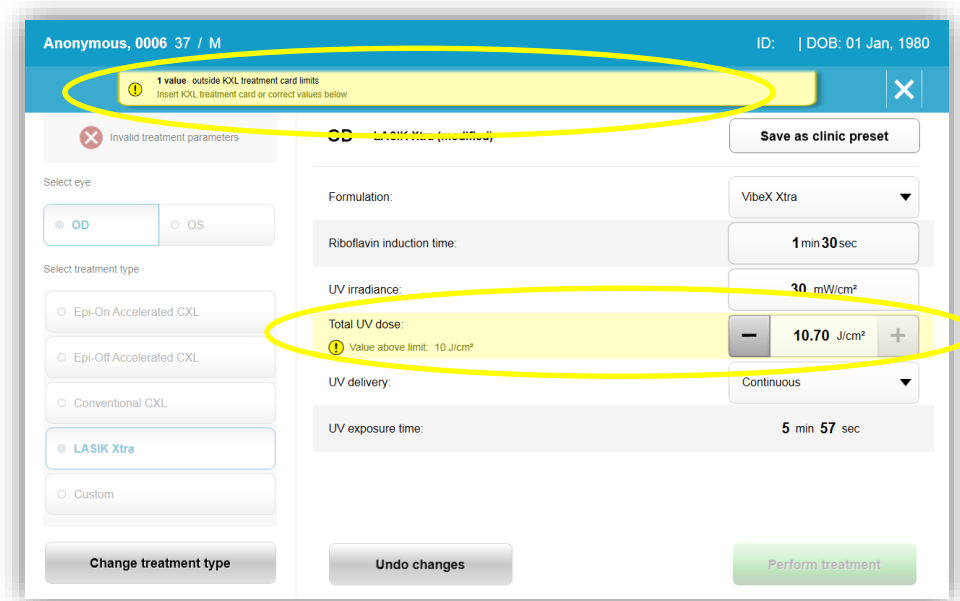 Anonymous, 0006 37 / M
ID: | DOB: 01 Jan, 1980
1 value outside KXL treatment card limits
Insert KXL treatment card or correct values below
Invalid treatment parameters
LASIK Xtra (modified)
Save as clinic preset
Select eye
OD
OS
Select treatment type
Epi-On Accelerated CXL
Epi-Off Accelerated CXL
Conventional CXL
LASIK Xtra
Custom
Change treatment type
Formulation:
VibeX Xtra
Riboflavin induction time:
1 min 30 sec
UV irradiance:
30 mW/cm²
Total UV dose:
Value above limit: 10 J/cm²
10.70 J/cm²
UV delivery:
Continuous
UV exposure time:
5 min 57 sec
Undo changes
Perform treatment